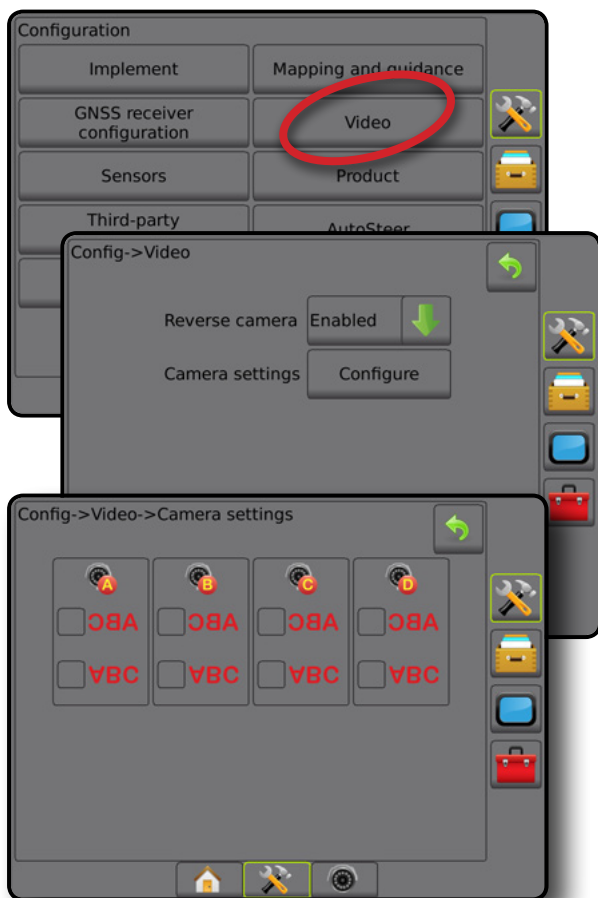 Configuration
Implement
Mapping and guidance
GNSS receiver
configuration
Video
Sensors
Product
Third-party
AutoSteer
Config->Video
Reverse camera
Enabled
Camera settings
Configure
Config->Video->Camera settings
A
B
C
D
ABC
ABC
ABC
ABC
ABC
ABC
ABC
ABC